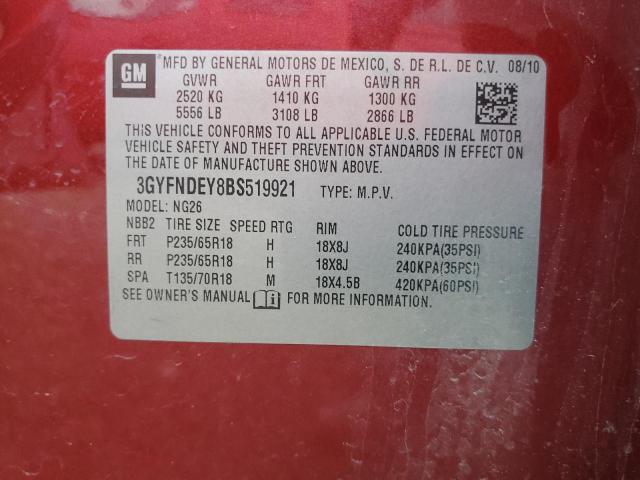 GM MFD BY GENERAL MOTORS DE MEXICO, S. DE R.L. DE C.V. 08/10
GVWR GAWR FRT GAWR RR
2520 KG 1410 KG 1300 KG
5556 LB 3108 LB 2866 LB
THIS VEHICLE CONFORMS TO ALL APPLICABLE U.S. FEDERAL MOTOR
VEHICLE SAFETY AND THEFT PREVENTION STANDARDS IN EFFECT ON
THE DATE OF MANUFACTURE SHOWN ABOVE.
3GYFNDEY8BS519921 TYPE: M.P.V.
MODEL: NG26
NBB2 TIRE SIZE SPEED RTG RIM COLD TIRE PRESSURE
FRT P235/65R18 H 18X8J 240KPA(35PSI)
RR P235/65R18 H 18X8J 240KPA(35PSI)
SPA T135/70R18 M 18X4.5B 420KPA(60PSI)
SEE OWNER'S MANUAL i FOR MORE INFORMATION.